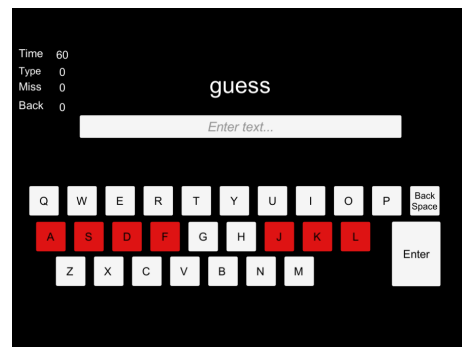 Time 60
Type 0
Miss 0
Back 0
guess
Enter text...
Q W E R T Y U I O P Back Space
A S D F G H J K L Enter
Z X C V B N M